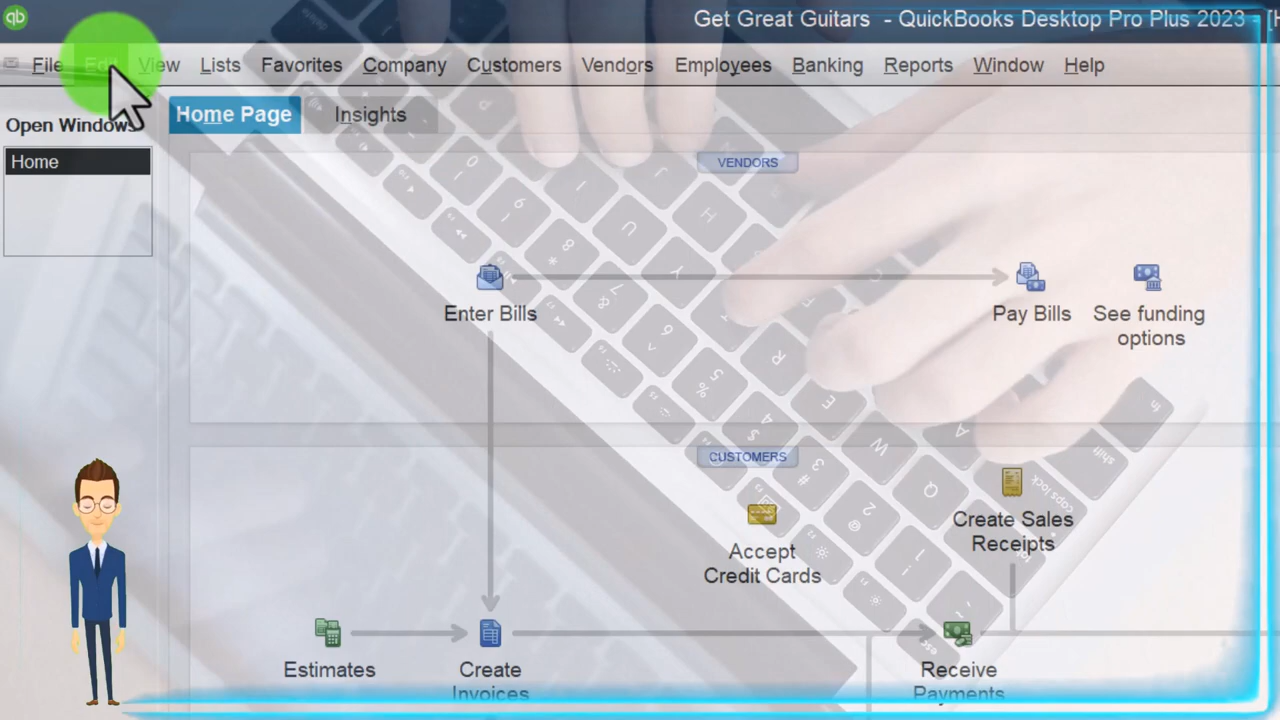 qb
Get Great Guitars - QuickBooks Desktop Pro Plus 2023 - [H
File Edit View Lists Favorites Company Customers Vendors Employees Banking Reports Window Help
Open Windows
Home Page
Insights
Home
VENDORS
Enter Bills
Pay Bills
See funding
options
CUSTOMERS
Accept
Credit Cards
Create Sales
Receipts
Estimates
Create
Invoices
Receive
Payments